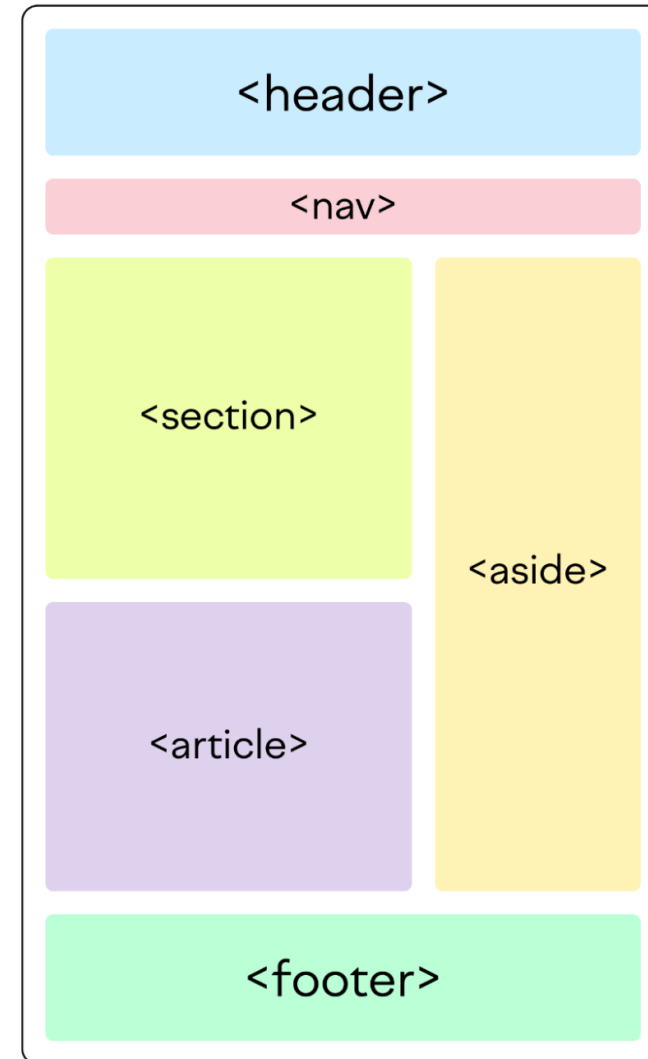 <header>
<nav>
<section>
<aside>
<article>
<footer>